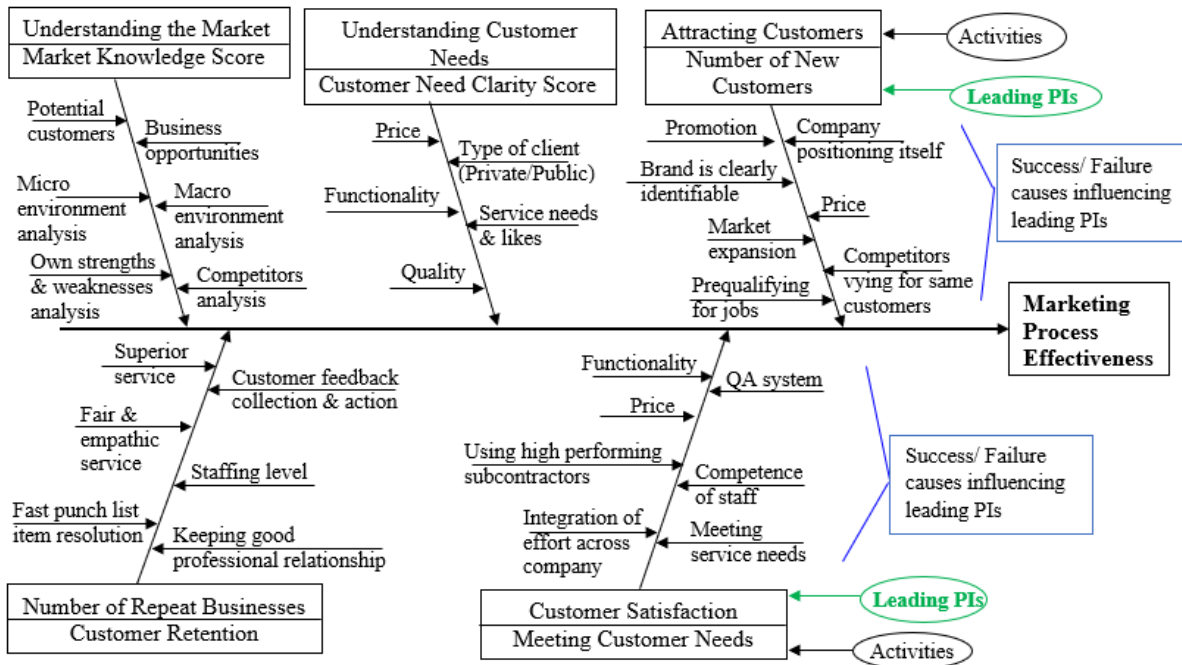 Understanding the Market
Market Knowledge Score
Understanding Customer
Needs
Customer Need Clarity Score
Attracting Customers
Number of New
Customers
Activities
Leading PIs
Potential
customers
Business
opportunities
Micro
environment
analysis
Macro
environment
analysis
Own strengths
& weaknesses
analysis
Competitors
analysis
Price
Type of client
(Private/Public)
Functionality
Service needs
& likes
Quality
Promotion
Company
positioning itself
Brand is clearly
identifiable
Price
Market
expansion
Competitors
vying for same
customers
Prequalifying
for jobs
Success/ Failure
causes influencing
leading PIs
Marketing
Process
Effectiveness
Superior
service
Customer feedback
collection & action
Fair &
empathic
service
Staffing level
Fast punch list
item resolution
Keeping good
professional relationship
Number of Repeat Businesses
Customer Retention
Functionality
QA system
Price
Using high performing
subcontractors
Competence
of staff
Integration of
effort across
company
Meeting
service needs
Customer Satisfaction
Meeting Customer Needs
Success/ Failure
causes influencing
leading PIs
Leading PIs
Activities